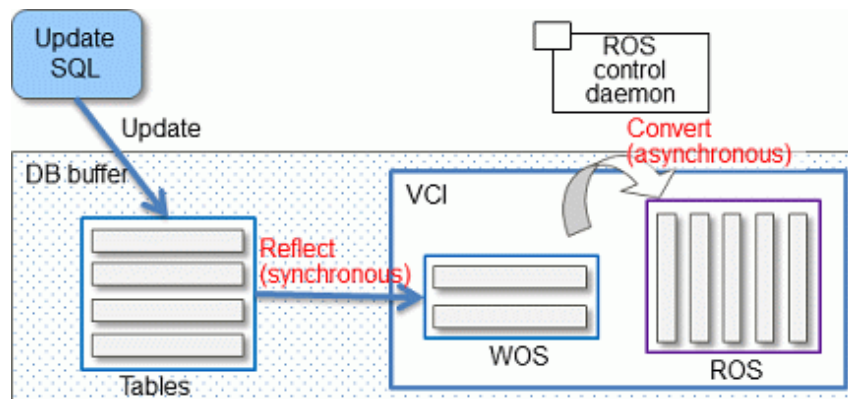 Update
SQL
ROS
control
daemon
Update
Convert
(asynchronous)
DB buffer
VCI
Reflect
(synchronous)
WOS
ROS
Tables